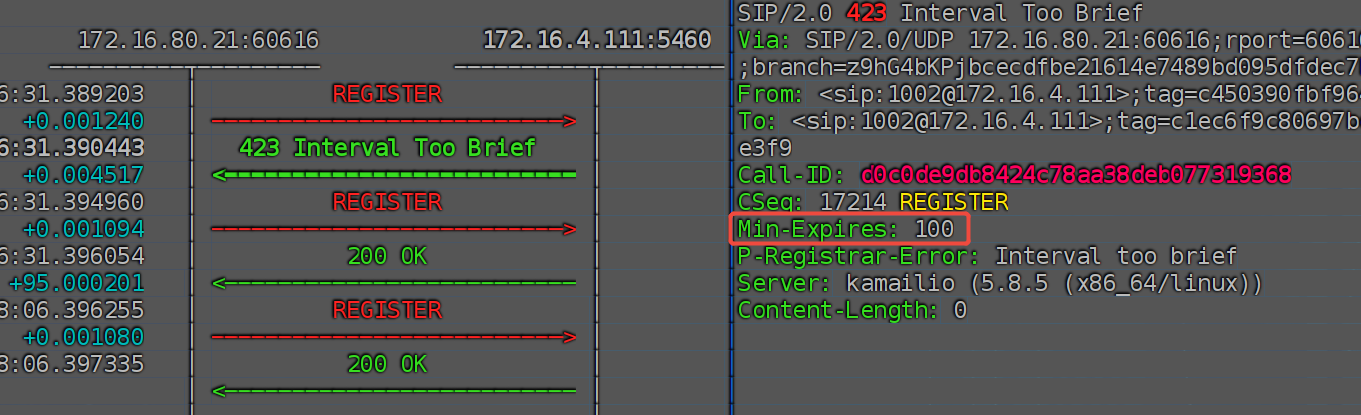 172.16.80.21:60616
172.16.4.111:5460
6:31.389203
REGISTER
+0.001240
6:31.390443
423 Interval Too Brief
+0.004517
6:31.394960
REGISTER
+0.001094
6:31.396054
200 OK
+95.000201
8:06.396255
REGISTER
+0.001080
8:06.397335
200 OK
SIP/2.0 423 Interval Too Brief
Via: SIP/2.0/UDP 172.16.80.21:60616;rport=6061
;branch=z9hG4bKPjbcecdfbe21614e7489bd095dfdec7
From: <sip:1002@172.16.4.111>;tag=c450390fbf96
To: <sip:1002@172.16.4.111>;tag=c1ec6f9c80697b
e3f9
Call-ID: d0c0de9db8424c78aa38deb077319368
CSeq: 17214 REGISTER
Min-Expires: 100
P-Registrar-Error: Interval too brief
Server: kamailio (5.8.5 (x86_64/linux))
Content-Length: 0